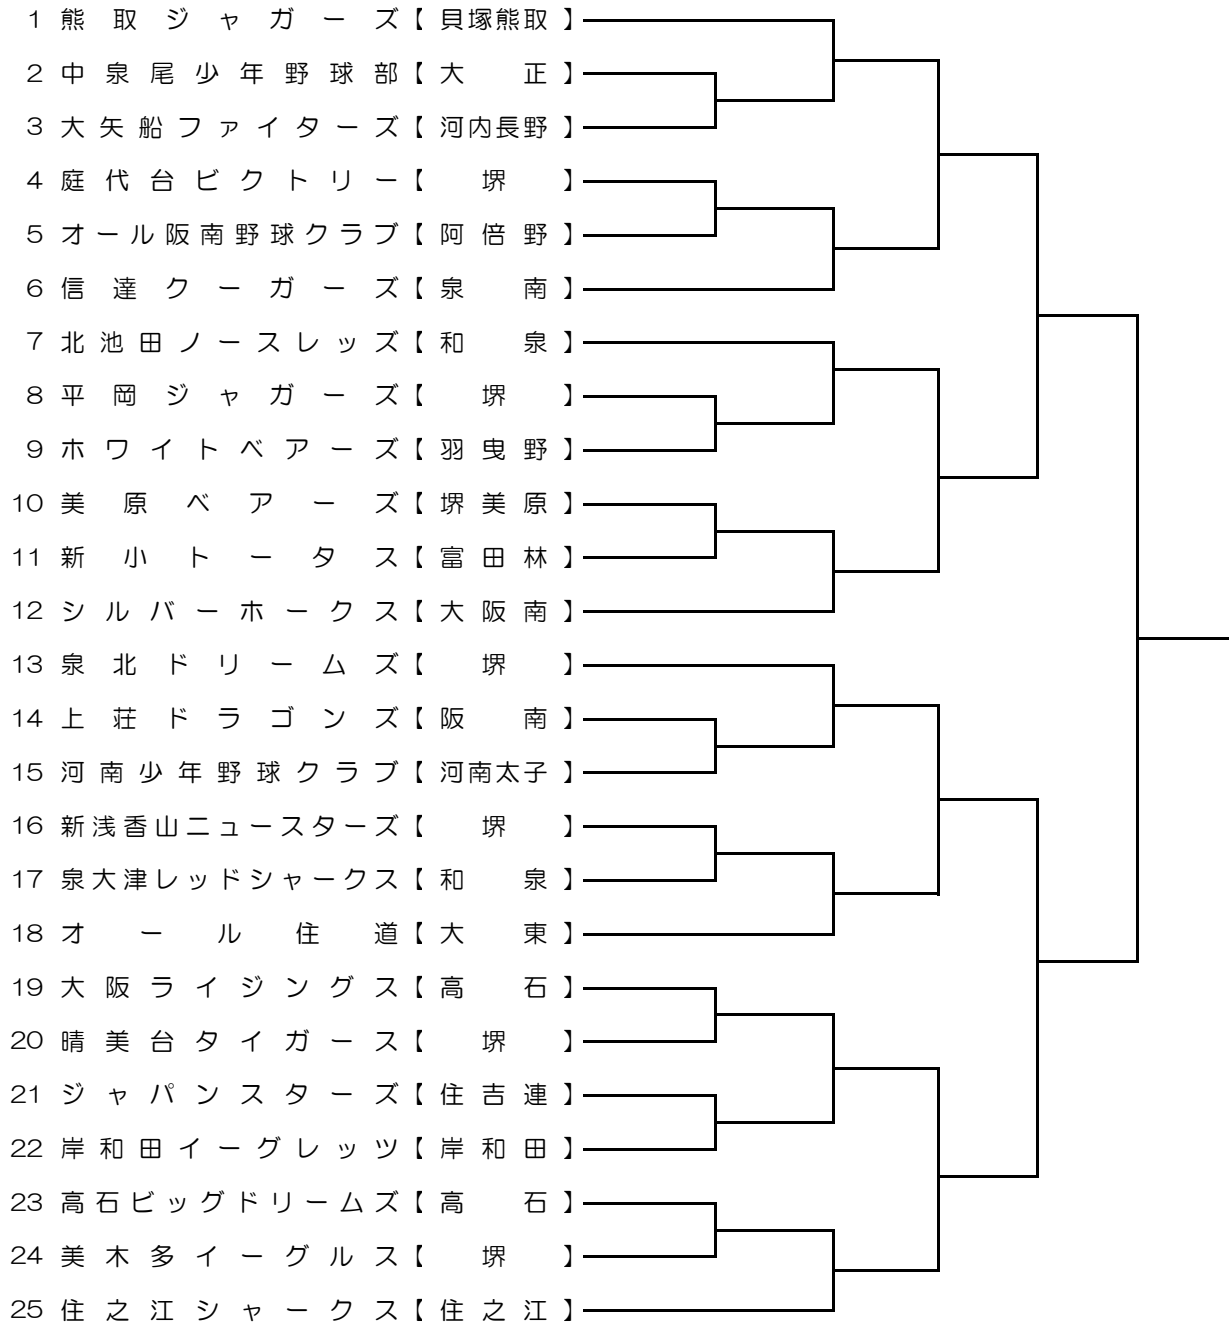 1 熊取ジャガーズ【 貝塚熊取 】
2 中泉尾少年野球部【 大正 】
3 大矢船ファイターズ【 河内長野 】
4 庭代台ビクトリー【 堺 】
5 オール阪南野球クラブ【 阿倍野 】
6 信達クーガーズ【 泉南 】
7 北池田ノースレッズ【 和泉 】
8 平岡ジャガーズ【 堺 】
9 ホワイトベアーズ【 羽曳野 】
10 美原ベアーズ【 堺美原 】
11 新小トータス【 富田林 】
12 シルバーホークス【 大阪南 】
13 泉北ドリームズ【 堺 】
14 上荘ドラゴンズ【 阪南 】
15 河南少年野球クラブ【 河南太子 】
16 新浅香山ニュースターズ【 堺 】
17 泉大津レッドシャークス【 和泉 】
18 オール住道【 大東 】
19 大阪ライジングス【 高石 】
20 晴美台タイガース【 堺 】
21 ジャパンスターズ【 住吉連 】
22 岸和田イーグレッツ【 岸和田 】
23 高石ビッグドリームズ【 高石 】
24 美木多イーグルス【 堺 】
25 住之江シャークス【 住之江 】